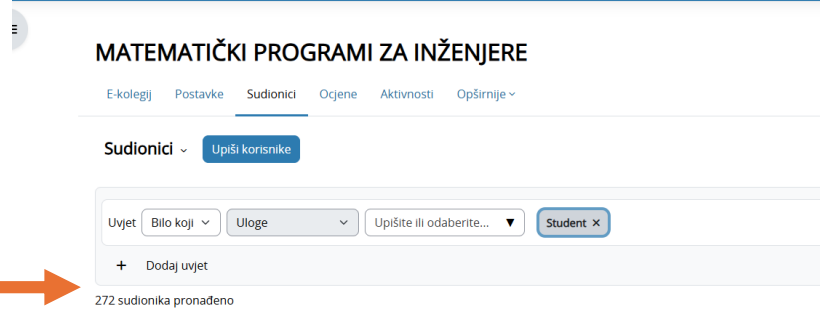 MATEMATIČKI PROGRAMI ZA INŽENJERE
E-kolegij Postavke Sudionici Ocjene Aktivnosti Opširnije
Sudionici Upiši korisnike
Uvjet Bilo koji Uloge Upišite ili odaberite... ▼ Student ×
+ Dodaj uvjet
272 sudionika pronađeno